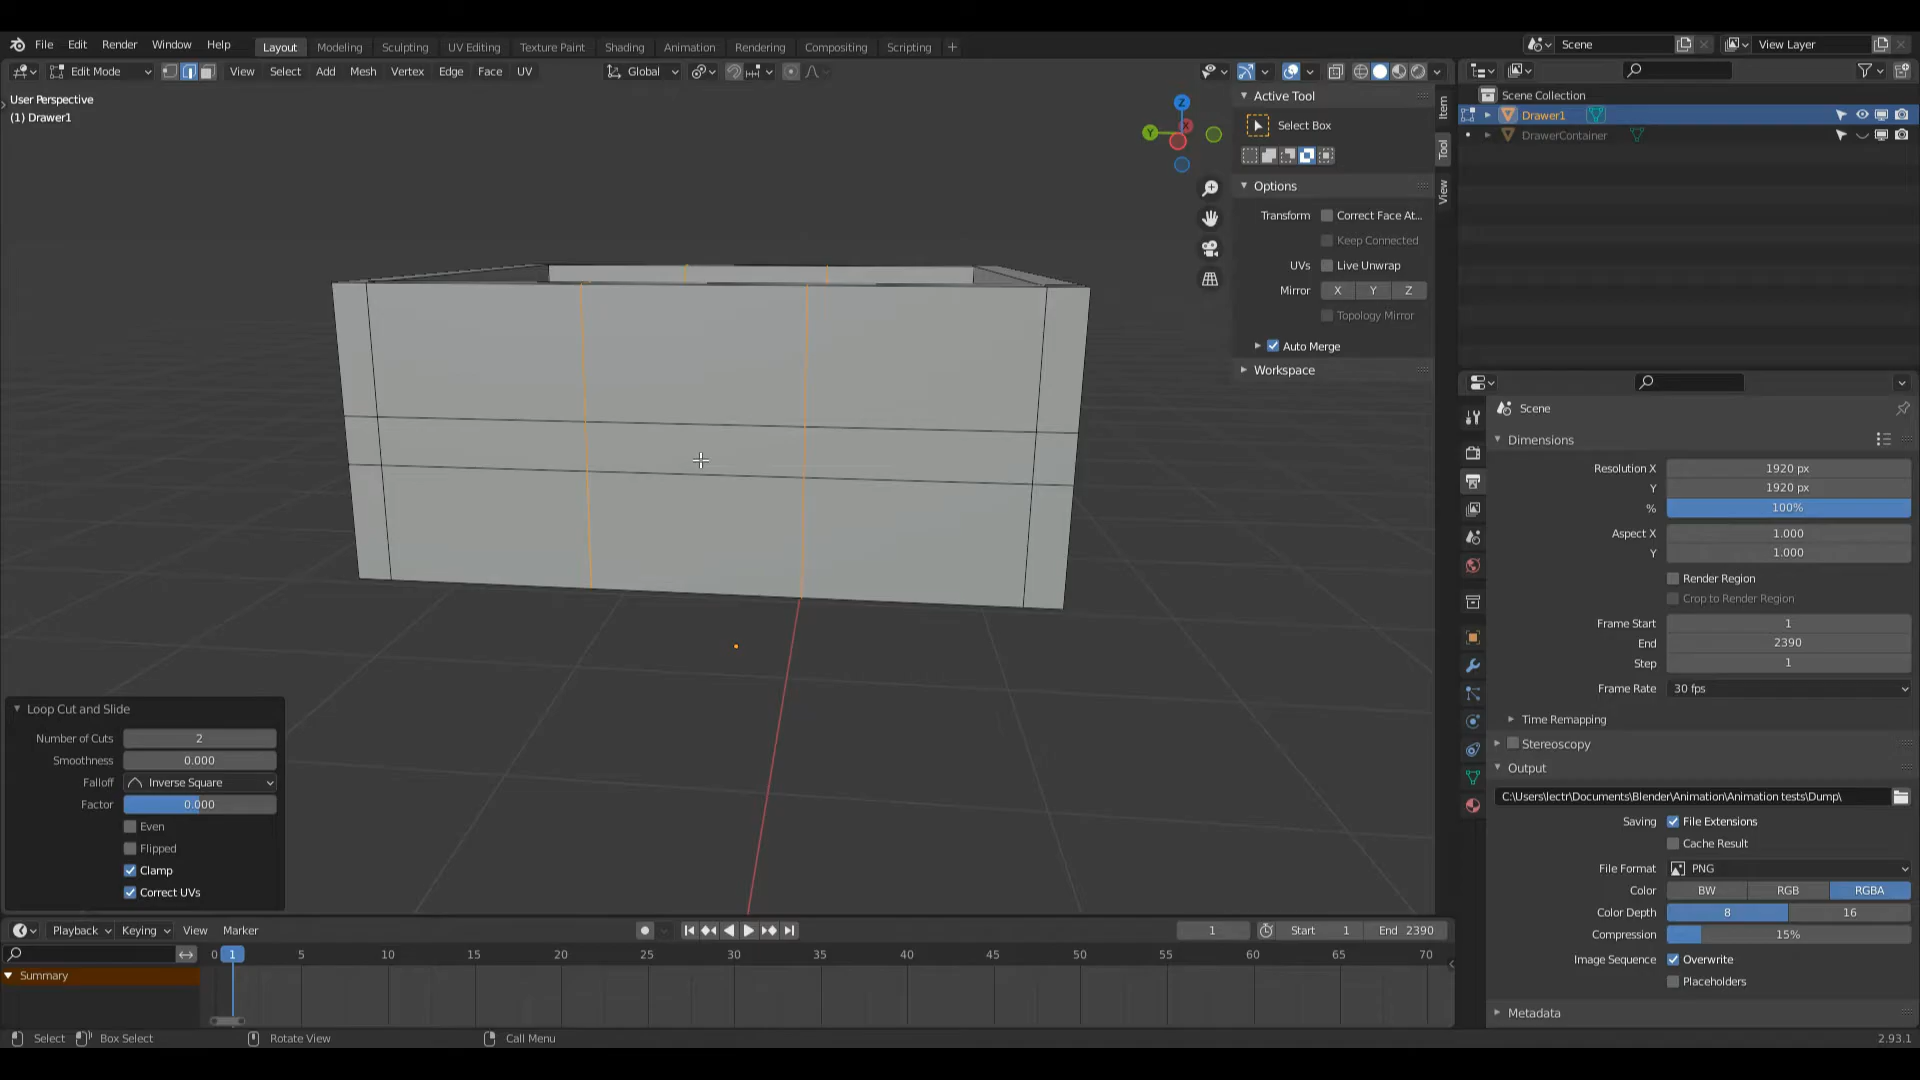 File Edit Render Window Help Layout Modeling Sculpting UV Editing Texture Paint Shading Animation Rendering Compositing Scripting + Scene View Layer
Edit Mode View Select Add Mesh Vertex Edge Face UV Global
User Perspective
(1) Drawer1
Z
Y
X
Active Tool
Select Box
Options
Transform Correct Face At...
Keep Connected
UVs Live Unwrap
Mirror X Y Z
Topology Mirror
Auto Merge
Workspace
Item
Tool
View
Scene Collection
Drawer1
DrawerContainer
Scene
Dimensions
Resolution X 1920 px
Y 1920 px
% 100%
Aspect X 1.000
Y 1.000
Render Region
Crop to Render Region
Frame Start 1
End 2390
Step 1
Frame Rate 30 fps
Time Remapping
Stereoscopy
Output
C:\Users\lectr\Documents\Blender\Animation\Animation tests\Dump\
Saving File Extensions
Cache Result
File Format PNG
Color BW RGB RGBA
Color Depth 8 16
Compression 15%
Image Sequence Overwrite
Placeholders
Metadata
Loop Cut and Slide
Number of Cuts 2
Smoothness 0.000
Falloff Inverse Square
Factor 0.000
Even
Flipped
Clamp
Correct UVs
Playback Keying View Marker 1 Start 1 End 2390
0 1 5 10 15 20 25 30 35 40 45 50 55 60 65 70
Summary
Select Box Select Rotate View Call Menu 2.93.1